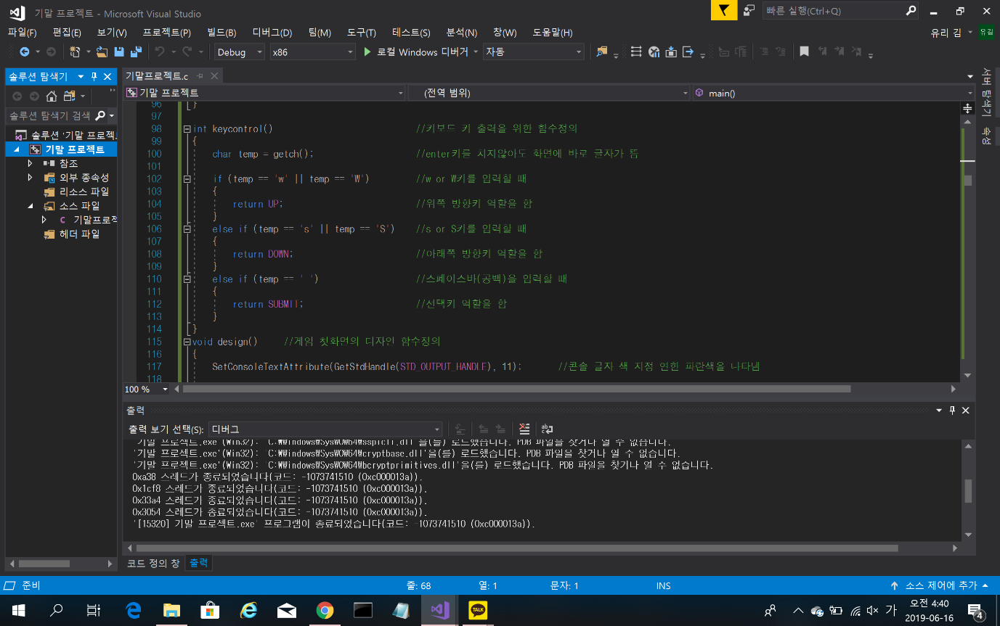 기말 프로젝트 - Microsoft Visual Studio
빠른 실행(Ctrl+Q)
파일(F) 편집(E) 보기(V) 프로젝트(P) 빌드(B) 디버그(D) 팀(M) 도구(T) 테스트(S) 분석(N) 창(W) 도움말(H)
유리 김 유김
Debug x86 로컬 Windows 디버거 자동
솔루션 탐색기
솔루션 탐색기 검색
솔루션 '기말 프로젝트
기말 프로젝트
참조
외부 종속성
리소스 파일
소스 파일
기말프로젝
헤더 파일
기말프로젝트.c
기말 프로젝트 (전역 범위) main()
96 }
97
98 int keycontrol() //키보드 키 출력을 위한 함수정의
99 {
100 char temp = getch(); //enter키를 치지않아도 화면에 바로 글자가 뜸
101
102 if (temp == 'w' || temp == 'W') //w or W키를 입력할 때
103 {
104 return UP; //위쪽 방향키 역할을 함
105 }
106 else if (temp == 's' || temp == 'S') //s or S키를 입력할 때
107 {
108 return DOWN; //아래쪽 방향키 역할을 함
109 }
110 else if (temp == ' ') //스페이스바(공백)을 입력할 때
111 {
112 return SUBMIT; //선택키 역할을 함
113 }
114 }
115 void design() //게임 첫화면의 디자인 함수정의
116 {
117 SetConsoleTextAttribute(GetStdHandle(STD_OUTPUT_HANDLE), 11); //콘솔 글자 색 지정 연한 파란색을 나타냄
118
100 %
서버 탐색기
속성
출력
출력 보기 선택(S): 디버그
'기말 프로젝트.exe'(Win32): 'C:\Windows\SysWOW64\sspicli.dll'을(를) 로드했습니다. PDB 파일을 찾거나 열 수 없습니다.
'기말 프로젝트.exe'(Win32): 'C:\Windows\SysWOW64\cryptbase.dll'을(를) 로드했습니다. PDB 파일을 찾거나 열 수 없습니다.
'기말 프로젝트.exe'(Win32): 'C:\Windows\SysWOW64\bcryptprimitives.dll'을(를) 로드했습니다. PDB 파일을 찾거나 열 수 없습니다.
0xa38 스레드가 종료되었습니다(코드: -1073741510 (0xc000013a)).
0x1cf8 스레드가 종료되었습니다(코드: -1073741510 (0xc000013a)).
0x33a4 스레드가 종료되었습니다(코드: -1073741510 (0xc000013a)).
0x3054 스레드가 종료되었습니다(코드: -1073741510 (0xc000013a)).
'[15320] 기말 프로젝트.exe' 프로그램이 종료되었습니다(코드: -1073741510 (0xc000013a)).
코드 정의 창 출력
준비 줄: 68 열: 1 문자: 1 INS 소스 제어에 추가
TALK
가
오전 4:40
2019-06-16
4